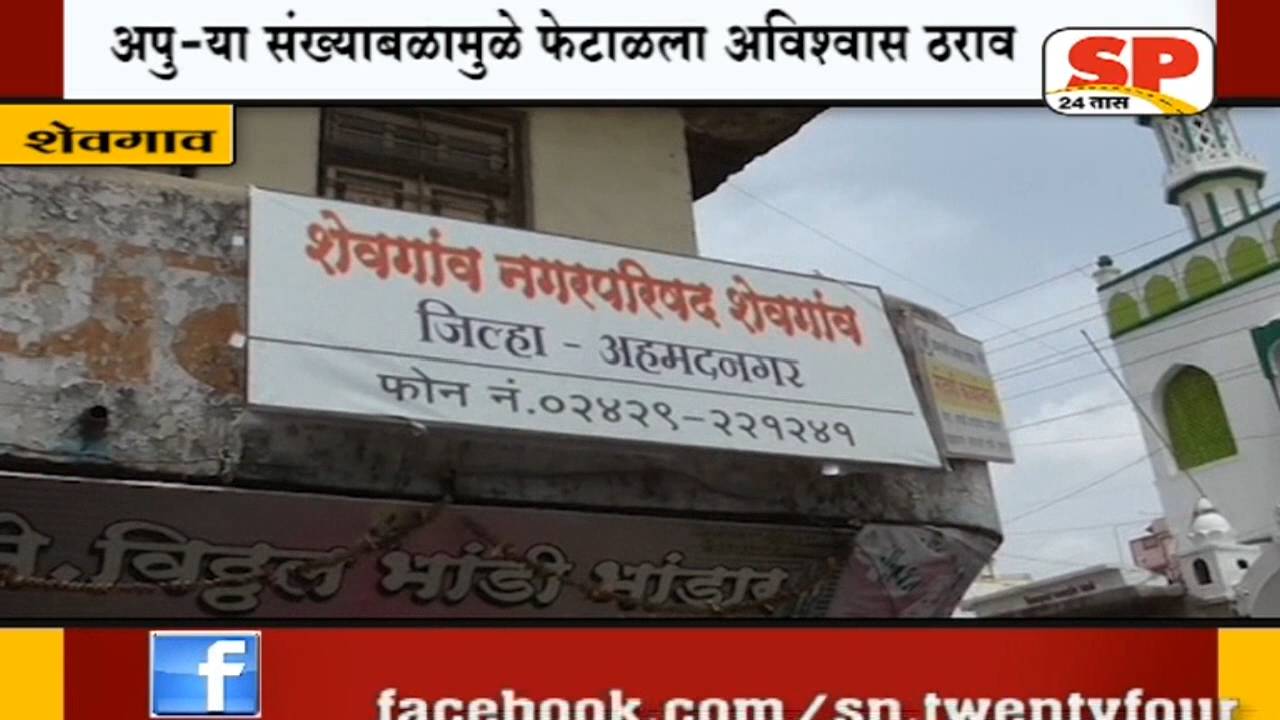 अपु-या संख्याबळामुळे फेटाळला अविश्वास ठराव
SP
24 तास
शेवगाव
शेवगांव नगरपरिषद शेवगांव
जिल्हा - अहमदनगर
फोन नं.०२४२९-२२१२४१
विठ्ठल भांडी भांडार
f
facebook.com/sp.twentyfour